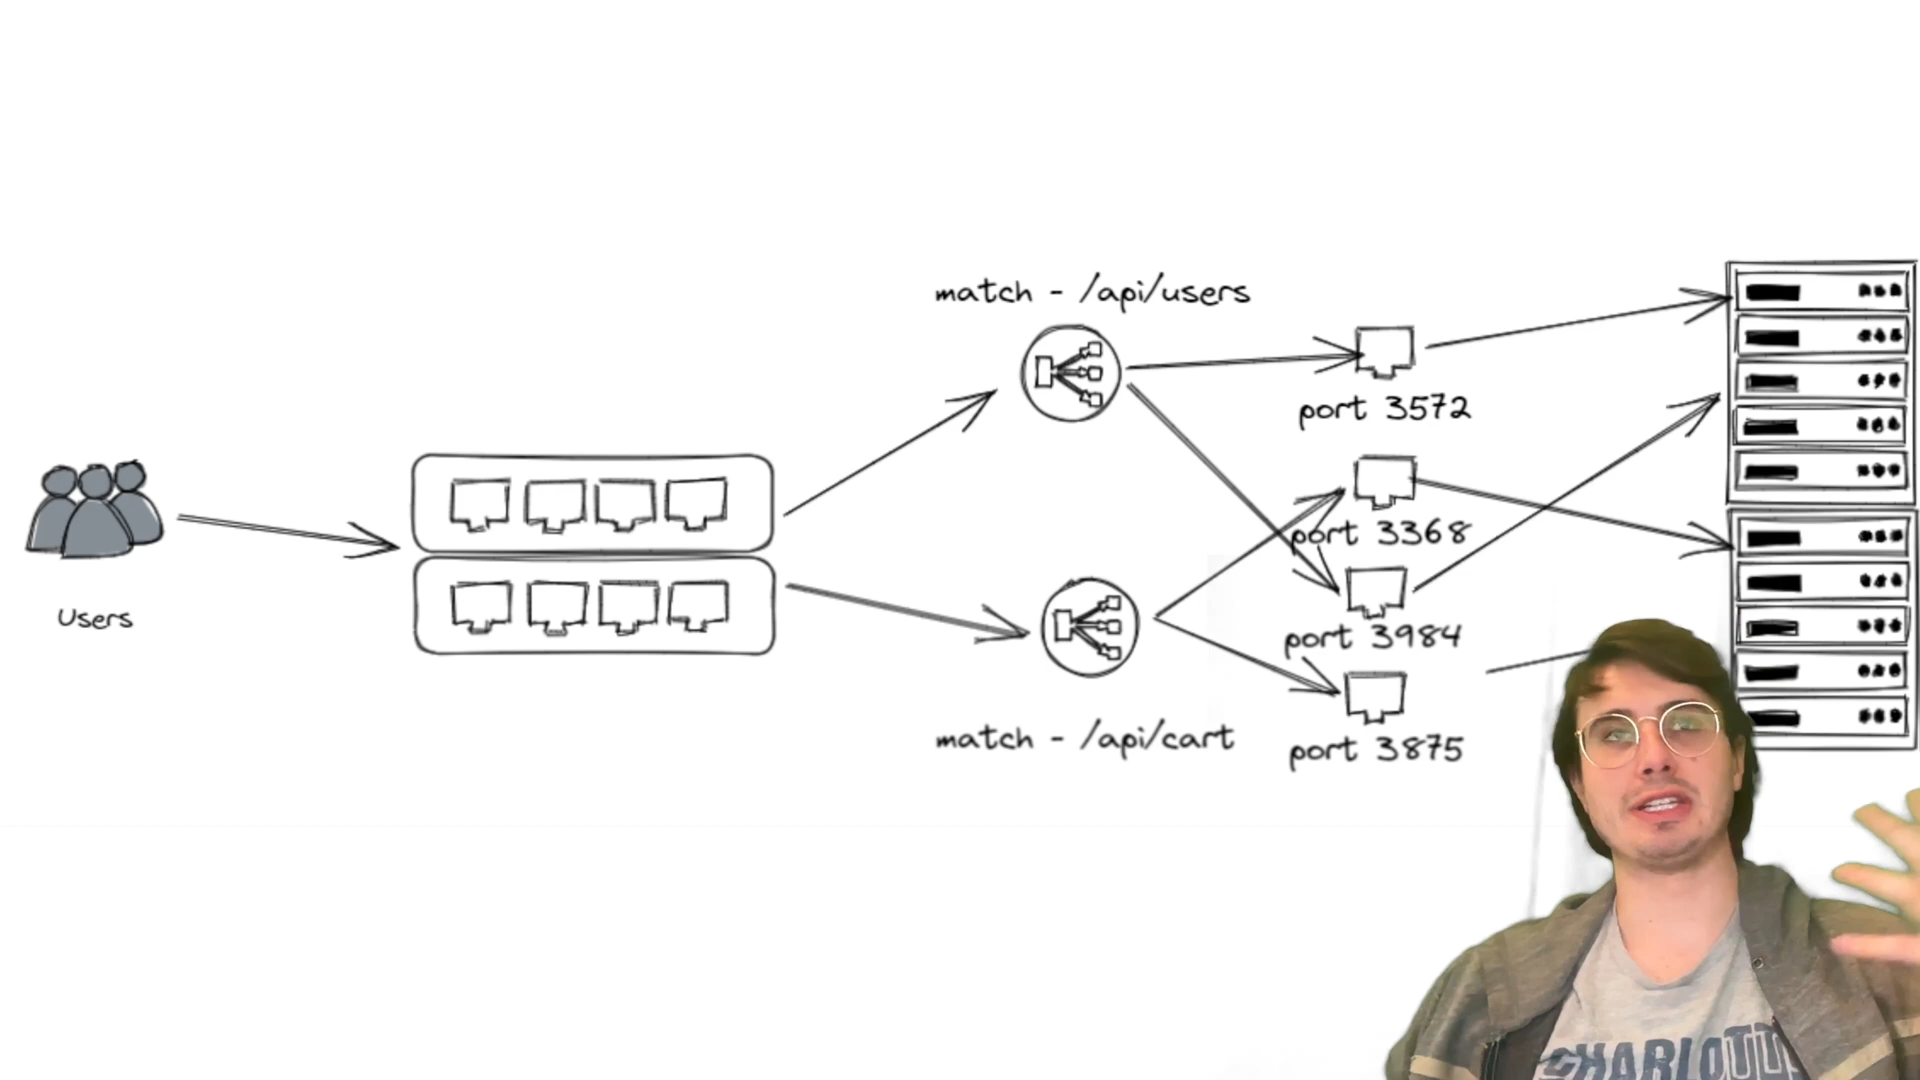 match - /api/users
port 3572
port 3368
Users
port 3984
match - /api/cart
port 3875